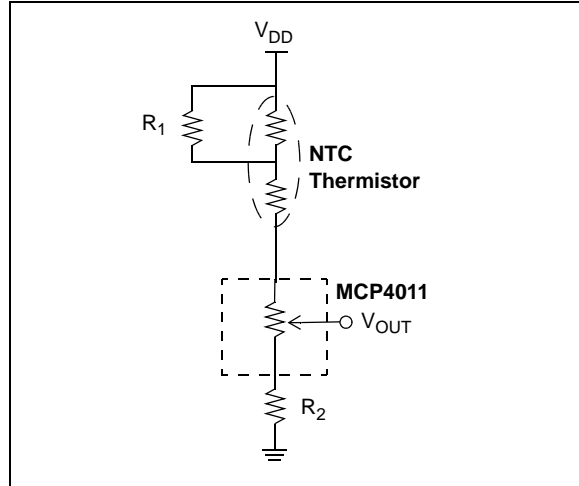 V_DD
R_1
NTC
Thermistor
MCP4011
V_OUT
R_2